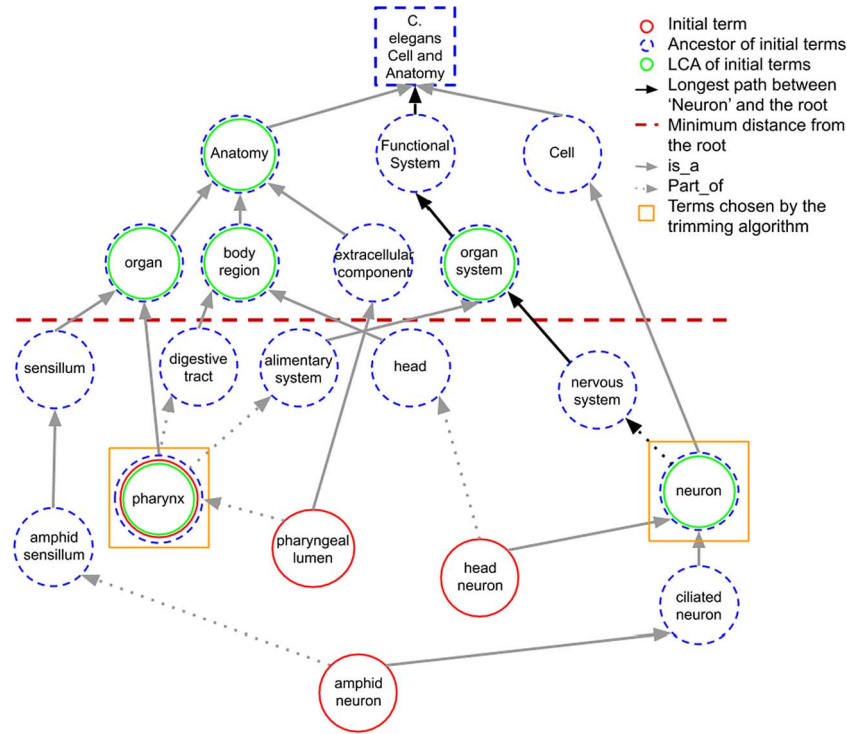 C.
elegans
Cell and
Anatomy
Initial term
Ancestor of initial terms
LCA of initial terms
Longest path between
‘Neuron’ and the root
Minimum distance from
the root
is_a
Part_of
Terms chosen by the
trimming algorithm
Anatomy
Functional
System
Cell
organ
body
region
extracellular
component
organ
system
sensillum
digestive
tract
alimentary
system
head
nervous
system
pharynx
neuron
amphid
sensillum
pharyngeal
lumen
head
neuron
ciliated
neuron
amphid
neuron